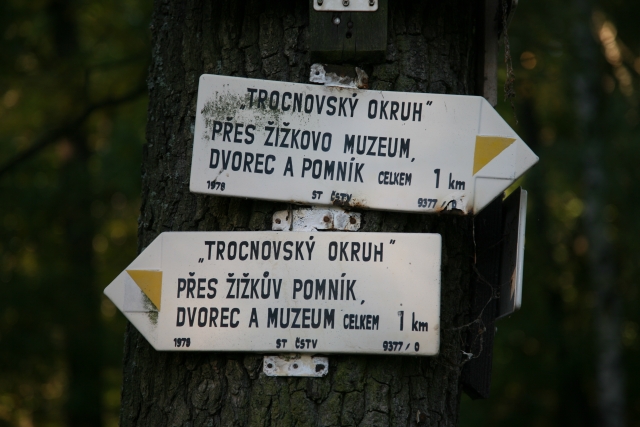 „TROCNOVSKÝ OKRUH"
PŘES ŽIŽKOVO MUZEUM,
DVOREC A POMNÍK CELKEM 1 km
1978 ST ČSTV 9377/0
„TROCNOVSKÝ OKRUH"
PŘES ŽIŽKŮV POMNÍK,
DVOREC A MUZEUM CELKEM 1 km
1978 ST ČSTV 9377/0